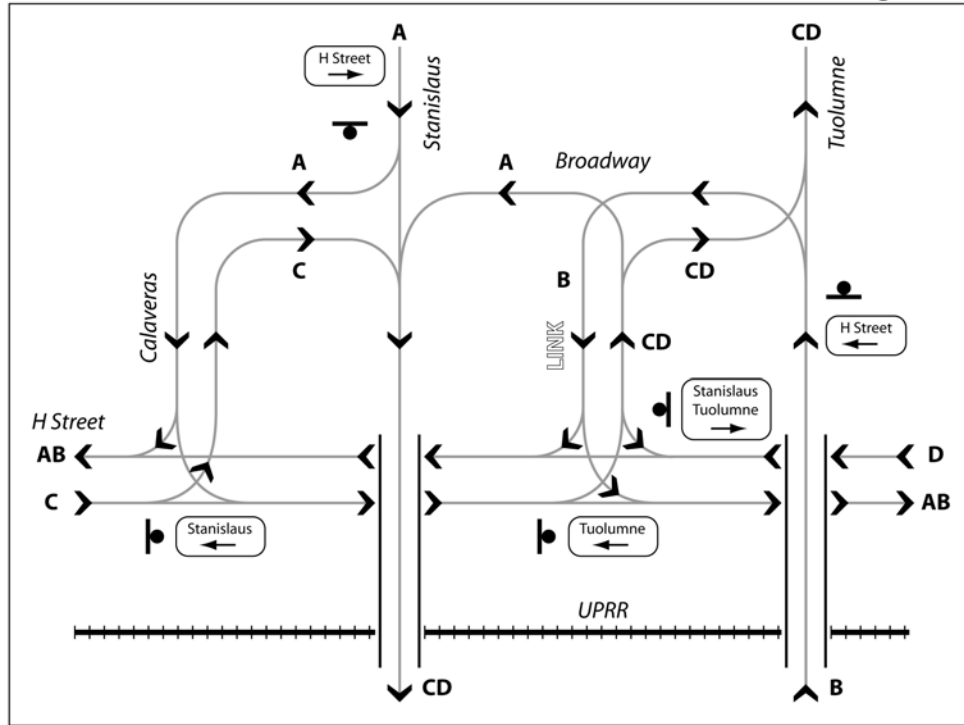 A
CD
H Street
Stanislaus
Tuolumne
A
A
Broadway
C
CD
B
Calaveras
LINK
CD
H Street
Stanislaus
Tuolumne
H Street
AB
D
C
AB
Stanislaus
Tuolumne
UPRR
CD
B